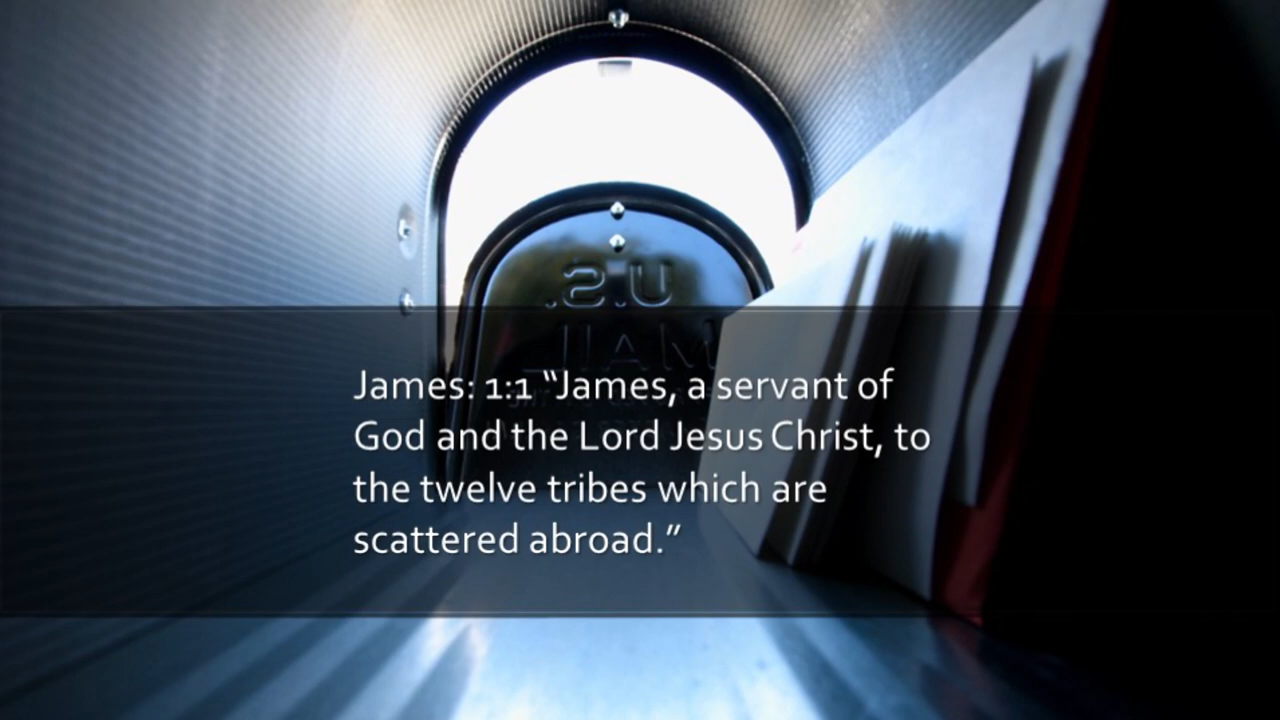 U.S.
MAIL
James: 1:1 “James, a servant of
God and the Lord Jesus Christ, to
the twelve tribes which are
scattered abroad.”